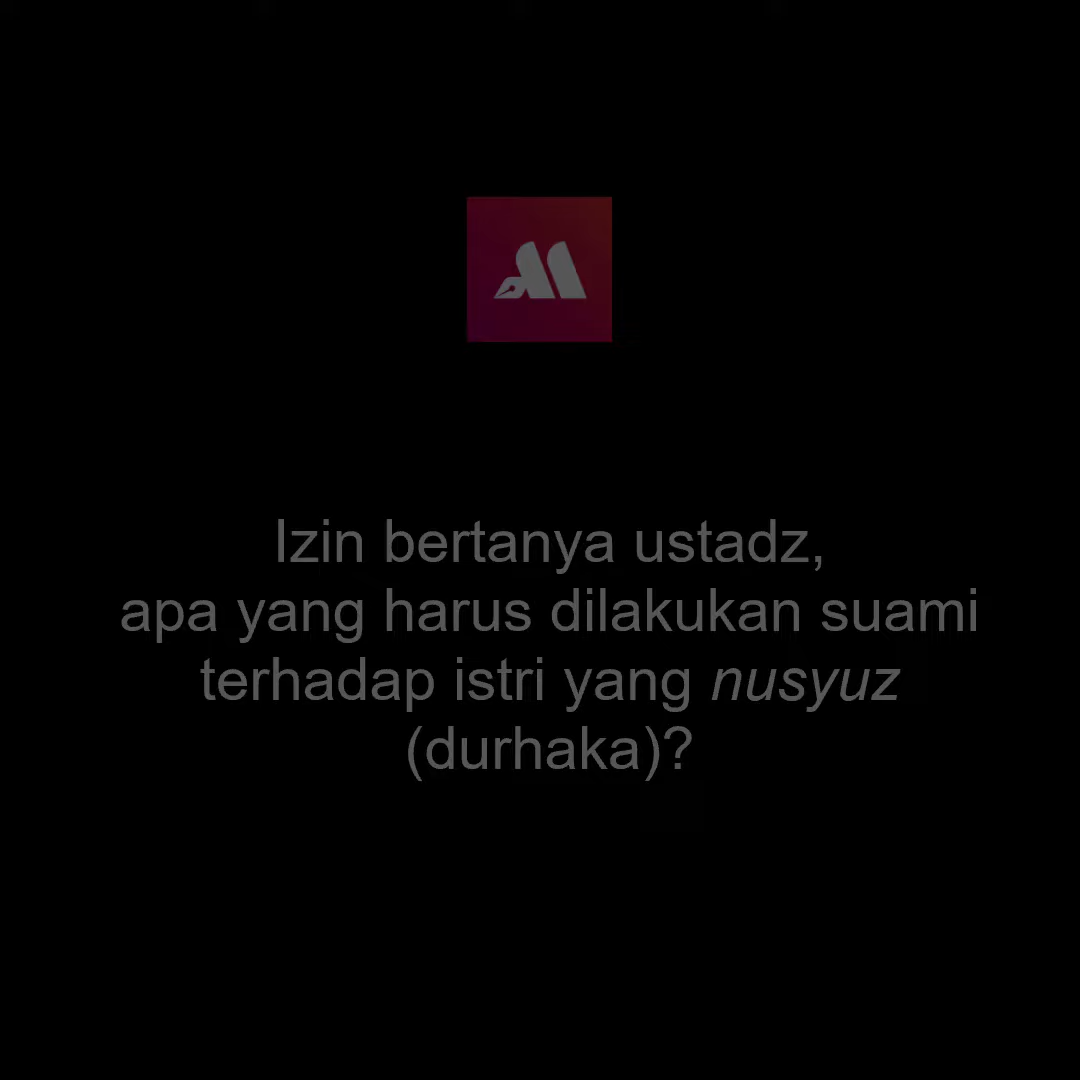 Izin bertanya ustadz,
apa yang harus dilakukan suami
terhadap istri yang nusyuz
(durhaka)?